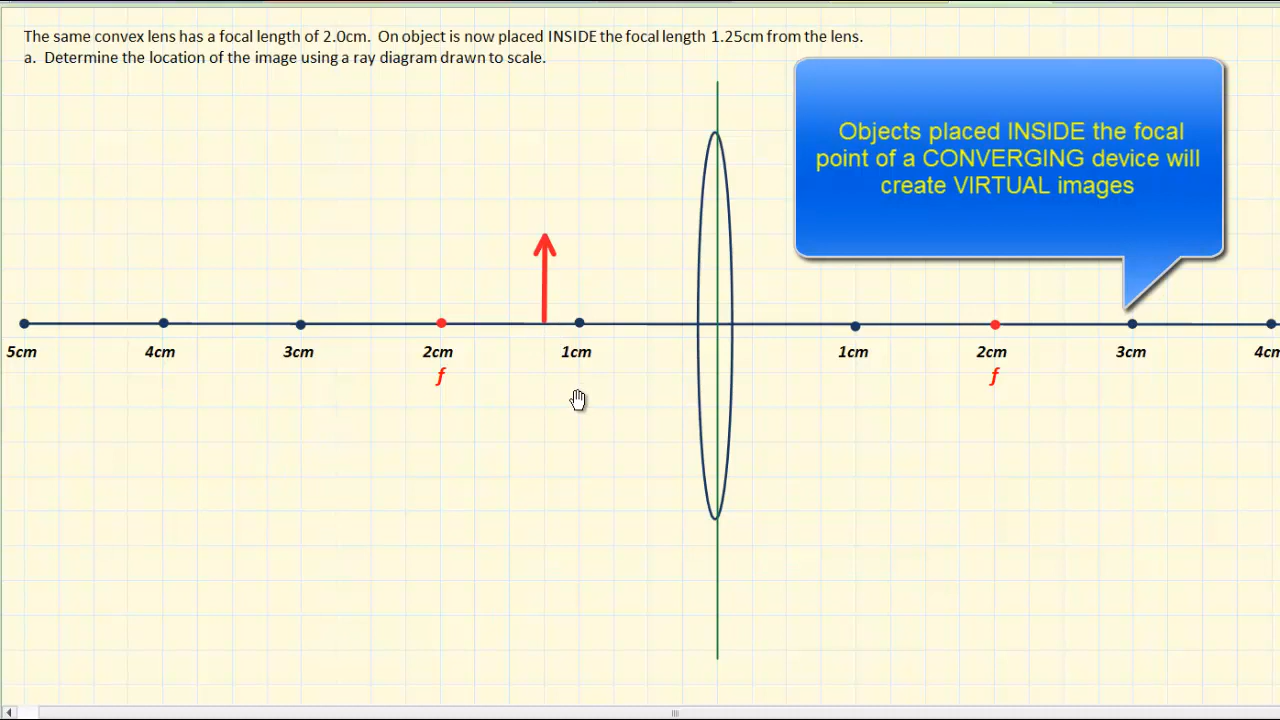 The same convex lens has a focal length of 2.0cm.  On object is now placed INSIDE the focal length 1.25cm from the lens.
a.  Determine the location of the image using a ray diagram drawn to scale.
Objects placed INSIDE the focal
point of a CONVERGING device will
create VIRTUAL images
5cm 4cm 3cm 2cm 1cm 1cm 2cm 3cm 4cm
f f